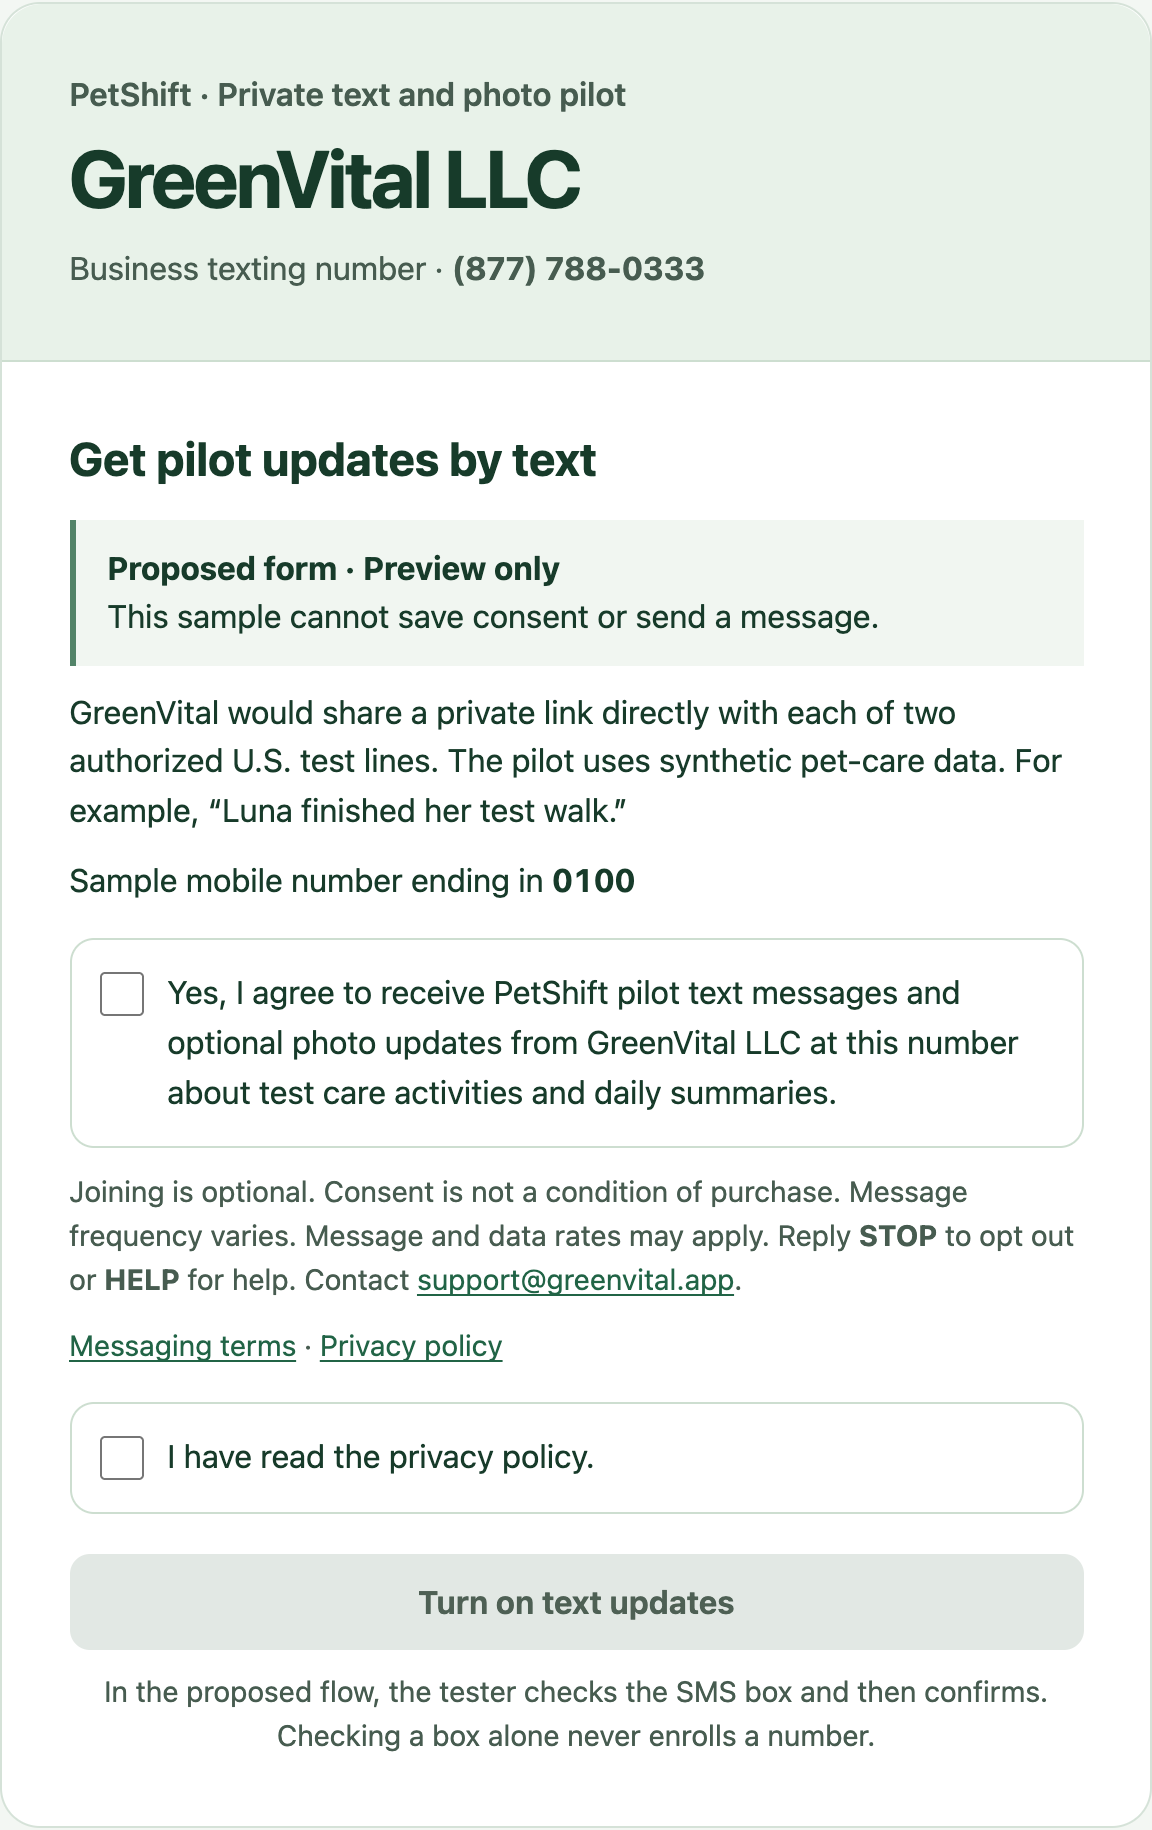 PetShift · Private text and photo pilot
GreenVital LLC
Business texting number · (877) 788-0333
Get pilot updates by text
Proposed form · Preview only
This sample cannot save consent or send a message.
GreenVital would share a private link directly with each of two
authorized U.S. test lines. The pilot uses synthetic pet-care data. For
example, “Luna finished her test walk.”
Sample mobile number ending in 0100
Yes, I agree to receive PetShift pilot text messages and
optional photo updates from GreenVital LLC at this number
about test care activities and daily summaries.
Joining is optional. Consent is not a condition of purchase. Message
frequency varies. Message and data rates may apply. Reply STOP to opt out
or HELP for help. Contact support@greenvital.app.
Messaging terms · Privacy policy
I have read the privacy policy.
Turn on text updates
In the proposed flow, the tester checks the SMS box and then confirms.
Checking a box alone never enrolls a number.